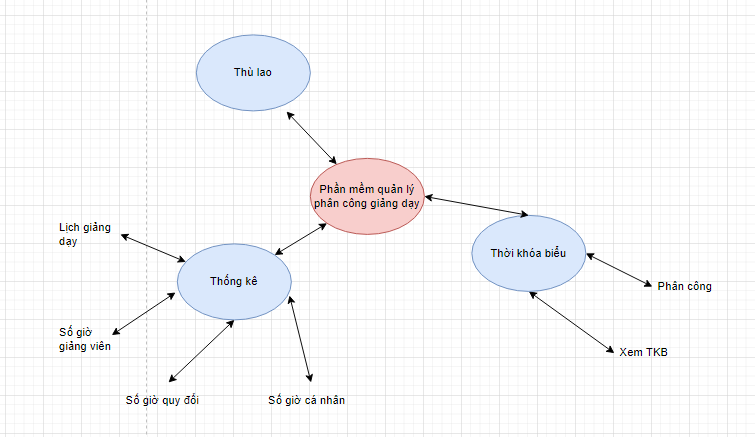 Thù lao
Phần mềm quản lý
phân công giảng dạy
Lịch giảng
dạy
Thời khóa biểu
Thống kê
Phân công
Số giờ
giảng viên
Xem TKB
Số giờ quy đổi
Số giờ cá nhân